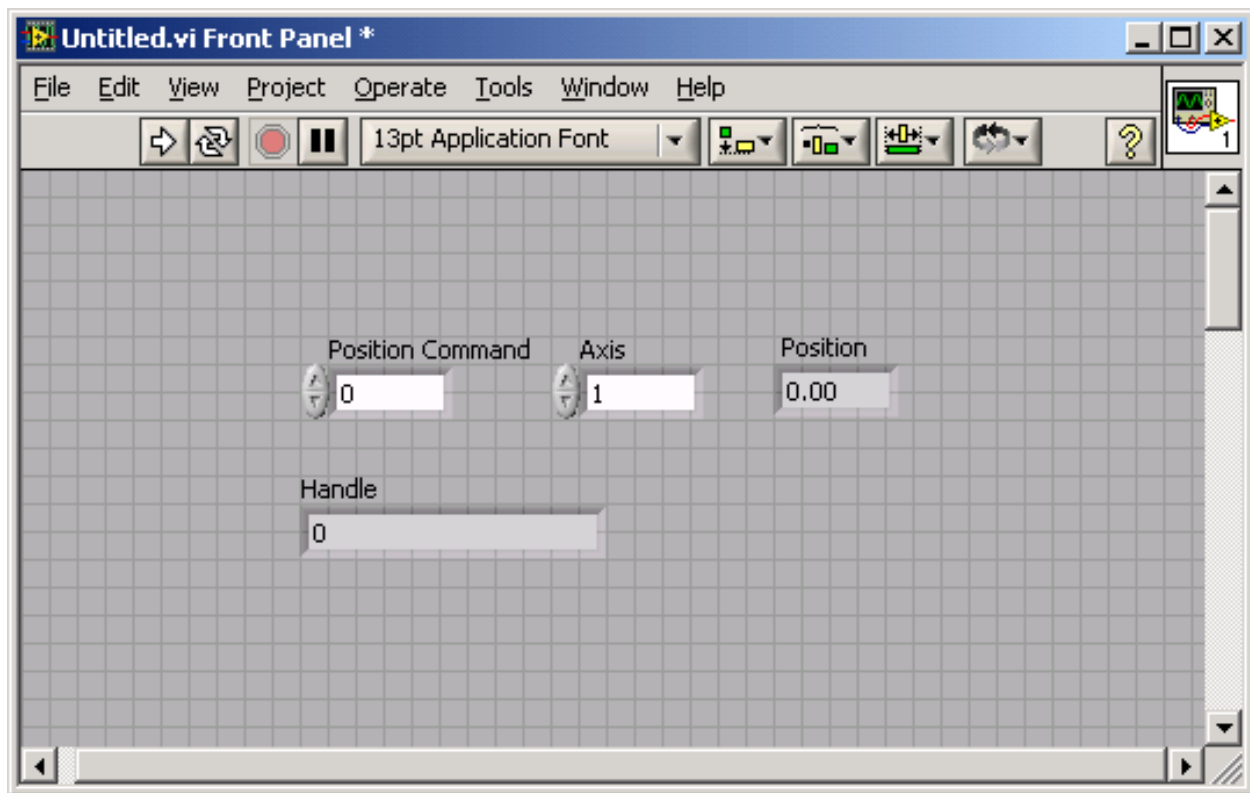 Untitled.vi Front Panel *
File Edit View Project Operate Tools Window Help
13pt Application Font
?
1
Position Command Axis Position
0 1 0.00
Handle
0